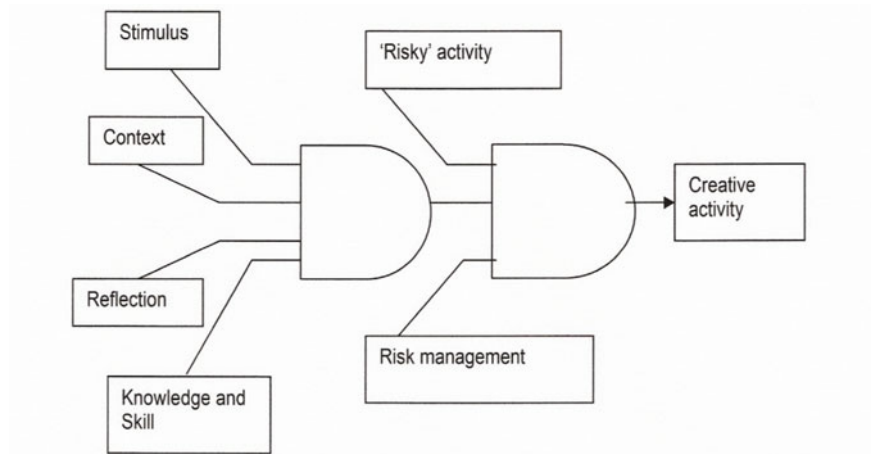 Stimulus
‘Risky’ activity
Context
Creative
activity
Reflection
Risk management
Knowledge and
Skill